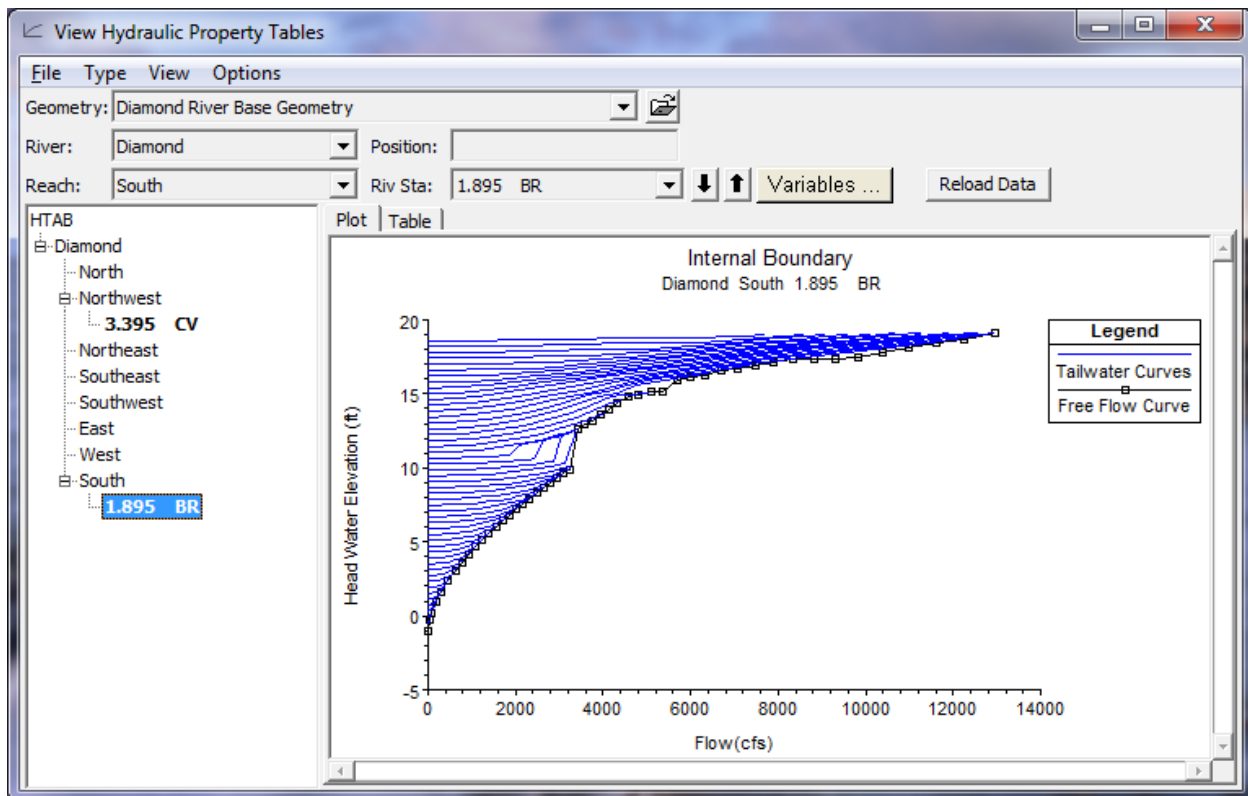 View Hydraulic Property Tables
File Type View Options
Geometry: Diamond River Base Geometry
River: Diamond Position:
Reach: South Riv Sta: 1.895 BR Variables ... Reload Data
HTAB
Diamond
North
Northwest
3.395 CV
Northeast
Southeast
Southwest
East
West
South
1.895 BR
Plot Table
Internal Boundary
Diamond South 1.895 BR
20
15
10
5
0
-5
Head Water Elevation (ft)
0 2000 4000 6000 8000 10000 12000 14000
Flow(cfs)
Legend
Tailwater Curves
Free Flow Curve